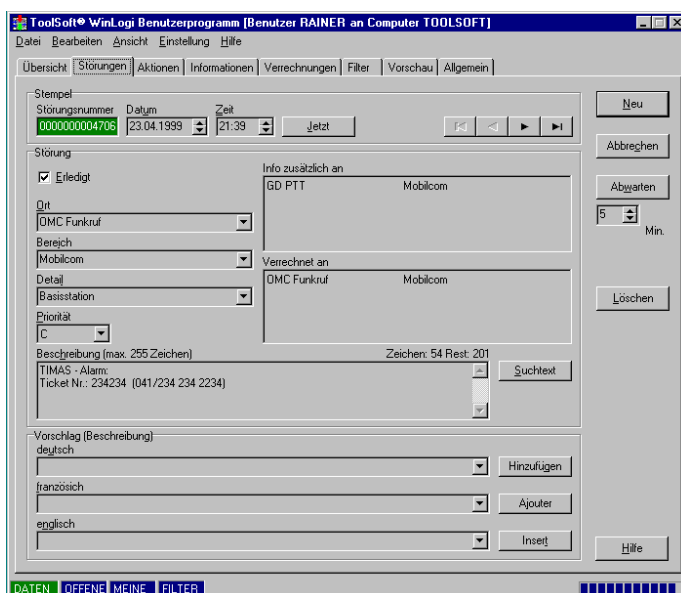 ToolSoft® WinLogi Benutzerprogramm [Benutzer RAINER an Computer TOOLSOFT]
Datei Bearbeiten Ansicht Einstellung Hilfe
Übersicht Störungen Aktionen Informationen Verrechnungen Filter Vorschau Allgemein
Stempel
Störungsnummer Datum Zeit
0000000004706 23.04.1999 21:39 Jetzt
Neu
Abbrechen
Abwarten
5
Min.
Löschen
Störung
Erledigt
Info zusätzlich an
GD PTT Mobilcom
Ort
OMC Funkruf
Bereich
Mobilcom
Verrechnet an
OMC Funkruf Mobilcom
Detail
Basisstation
Priorität
C
Beschreibung (max. 255 Zeichen) Zeichen: 54 Rest: 201
TIMAS - Alarm:
Ticket Nr.: 234234 (041/234 234 2234)
Suchtext
Vorschlag (Beschreibung)
deutsch
Hinzufügen
französich
Ajouter
englisch
Insert
Hilfe
DATEN OFFENE MEINE FILTER